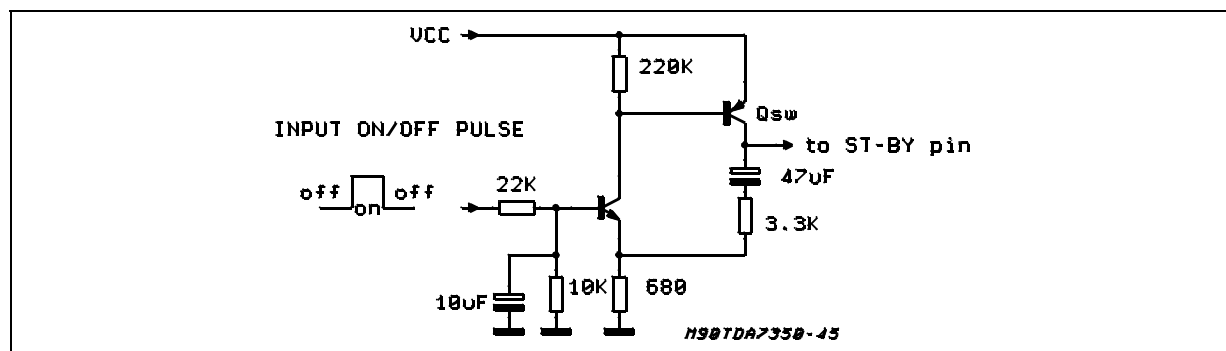 VCC
220K
Qsw
INPUT ON/OFF PULSE
to ST-BY pin
47uF
off on off
22K
3.3K
10uF
10K
680
M90TDA7350-45